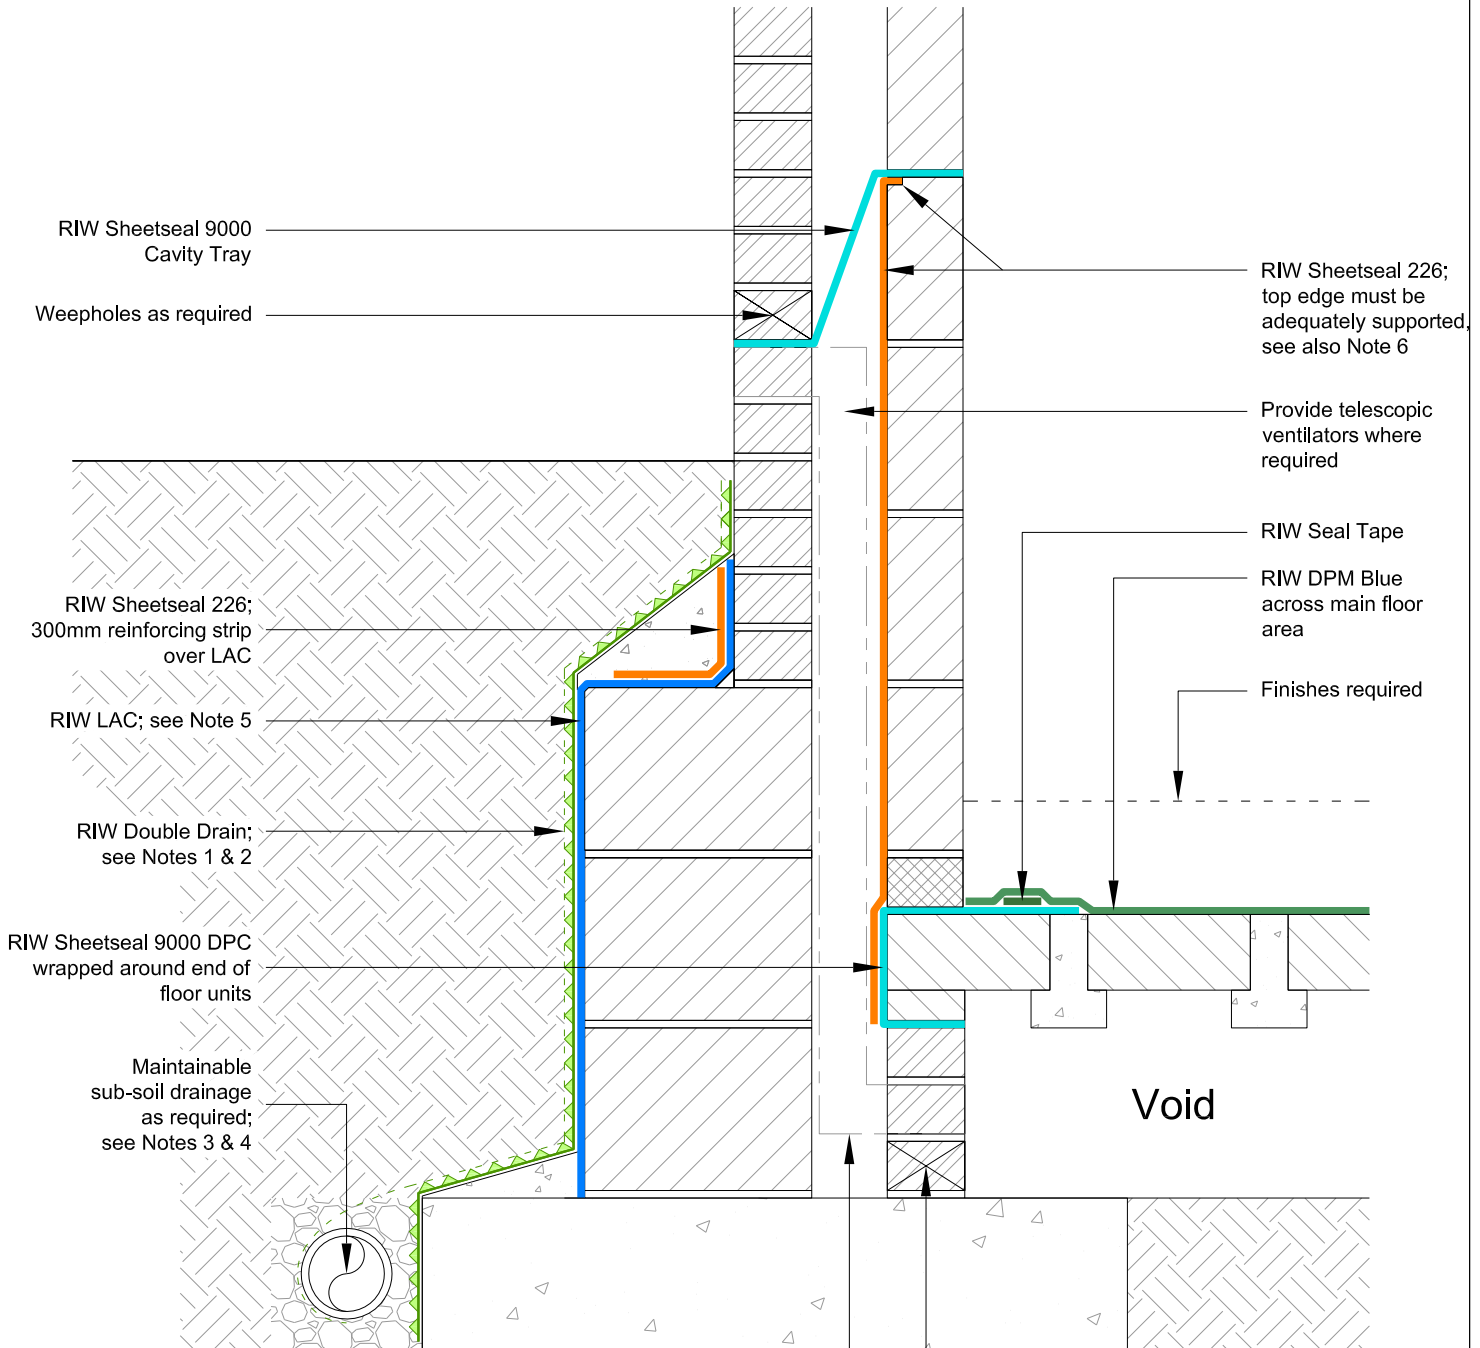 RIW Sheetseal 9000
Cavity Tray
Weepholes as required
RIW Sheetseal 226;
300mm reinforcing strip
over LAC
RIW LAC; see Note 5
RIW Double Drain;
see Notes 1 & 2
RIW Sheetseal 9000 DPC
wrapped around end of
floor units
Maintainable
sub-soil drainage
as required;
see Notes 3 & 4
RIW Sheetseal 226;
top edge must be
adequately supported,
see also Note 6
Provide telescopic
ventilators where
required
RIW Seal Tape
RIW DPM Blue
across main floor
area
Finishes required
Void